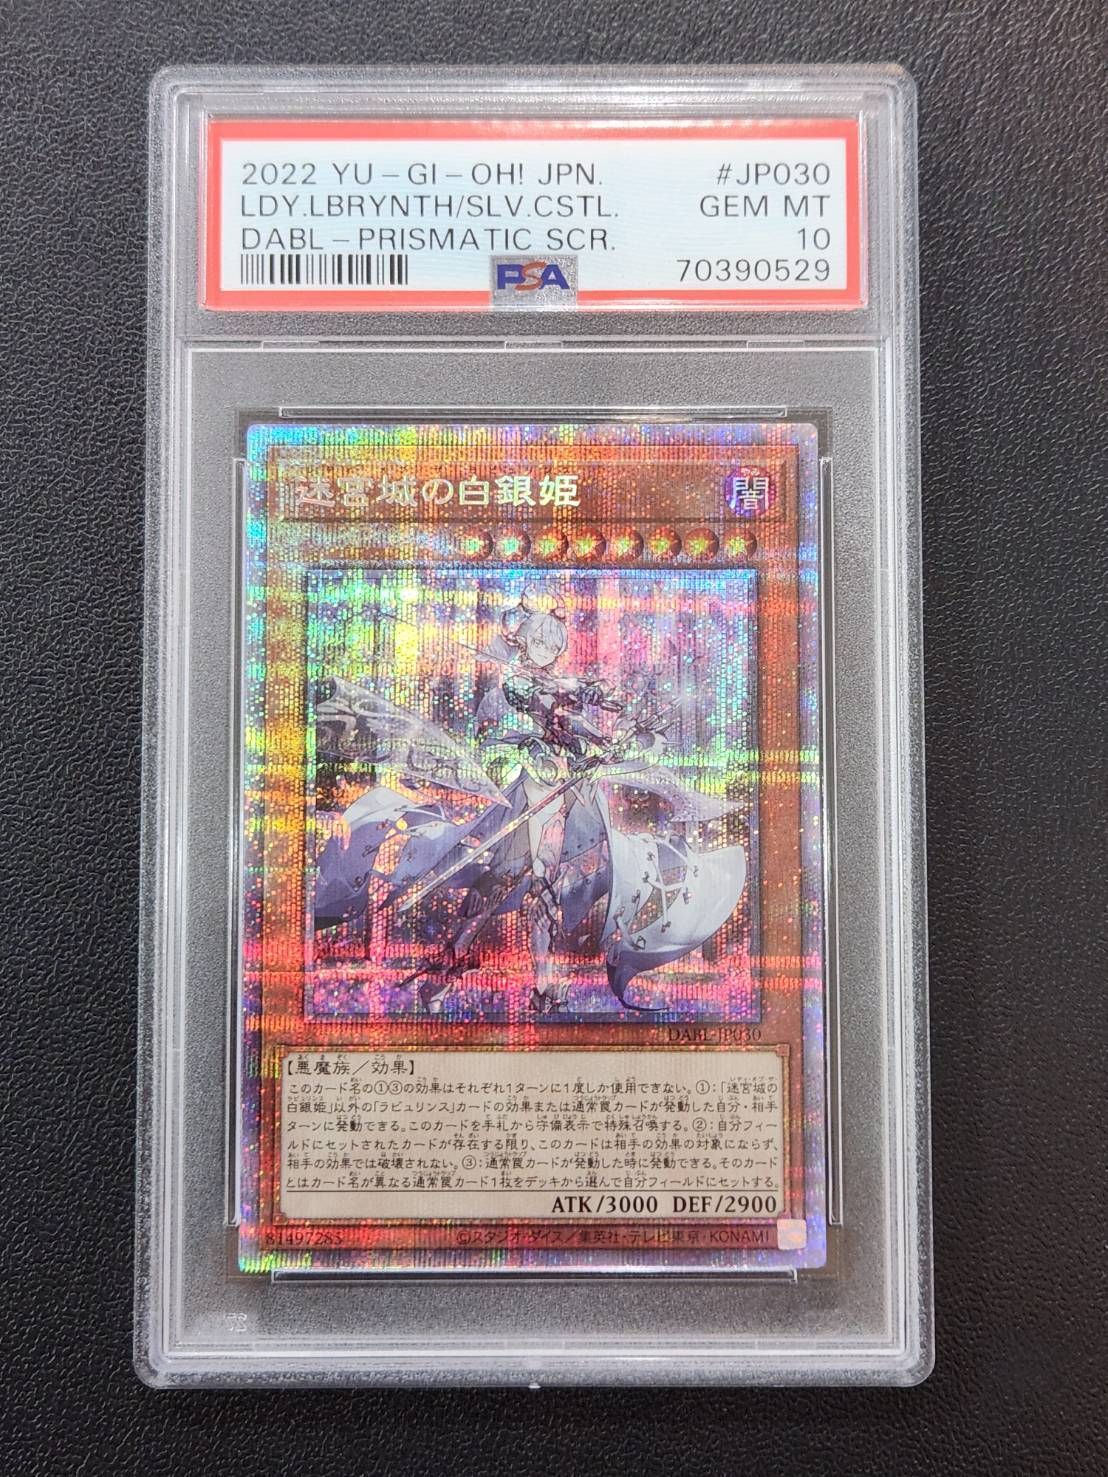 2022 YU-GI-OH! JPN. #JP030
LDY.LBRYNTH/SLV.CSTL. GEM MT
DABL-PRISMATIC SCR. 10
PSA 70390529
迷宮城の白銀姫 闇
DABL-JP030
【悪魔族／効果】
このカード名の①③の効果はそれぞれ１ターンに１度しか使用できない。①：「迷宮城の
白銀姫」以外の「ラビュリンス」カードの効果または通常罠カードが発動した自分・相手
ターンに発動できる。このカードを手札から守備表示で特殊召喚する。②：自分フィー
ルドにセットされたカードが存在する限り、このカードは相手の効果の対象にならず、
相手の効果では破壊されない。③：通常罠カードが発動した時に発動できる。そのカード
とはカード名が異なる通常罠カード１枚をデッキから選んで自分フィールドにセットする。
ATK/3000 DEF/2900
81497285 ©スタジオ・ダイス／集英社・テレビ東京・KONAMI